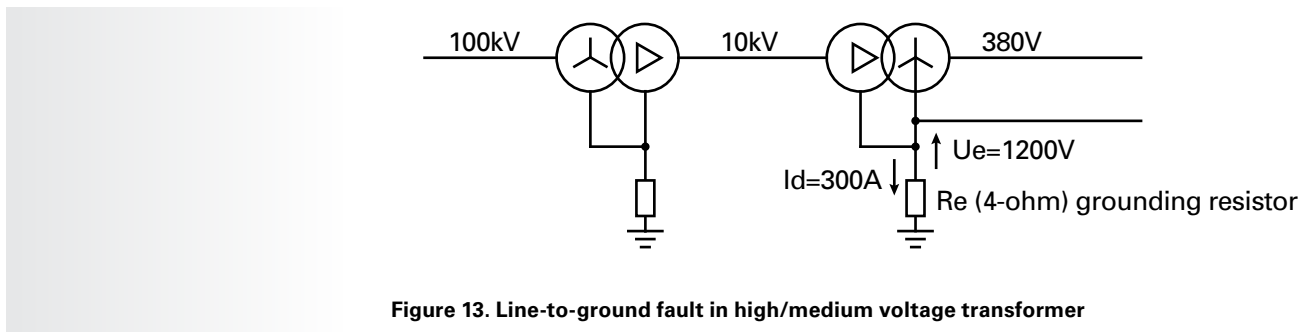 100kV
10kV
380V
Ue=1200V
Id=300A
Re (4-ohm) grounding resistor
Figure 13. Line-to-ground fault in high/medium voltage transformer